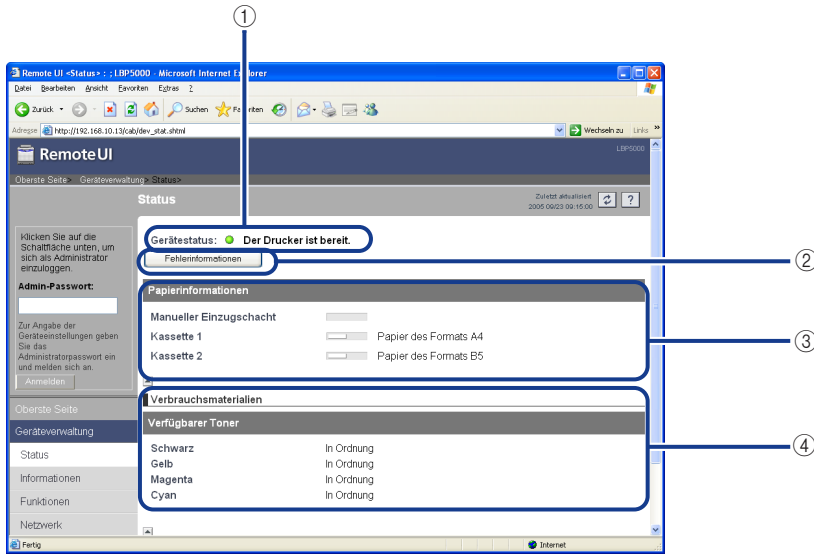 ①
Remote UI <Status> : ; LBP5000 - Microsoft Internet E lorer
Datei Bearbeiten Ansicht Favoriten Extras ?
Zurück Suchen Fa riten
Adresse http://192.168.10.13/cab/dev_stat.shtml Wechseln zu Links »
Remote UI LBP5000
Oberste Seite> Geräteverwaltung> Status>
Status
Zuletzt aktualisiert:
2005 09/23 09:15:00 ?
Klicken Sie auf die
Schaltfläche unten, um
sich als Administrator
einzuloggen.
Admin-Passwort:
Zur Angabe der
Geräteeinstellungen geben
Sie das
Administratorpasswort ein
und melden sich an.
Anmelden
Oberste Seite
Geräteverwaltung
Status
Informationen
Funktionen
Netzwerk
Gerätestatus: Der Drucker ist bereit.
Fehlerinformationen
②
Papierinformationen
Manueller Einzugschacht
Kassette 1 Papier des Formats A4
Kassette 2 Papier des Formats B5
③
Verbrauchsmaterialien
Verfügbarer Toner
Schwarz In Ordnung
Gelb In Ordnung
Magenta In Ordnung
Cyan In Ordnung
④
Fertig Internet